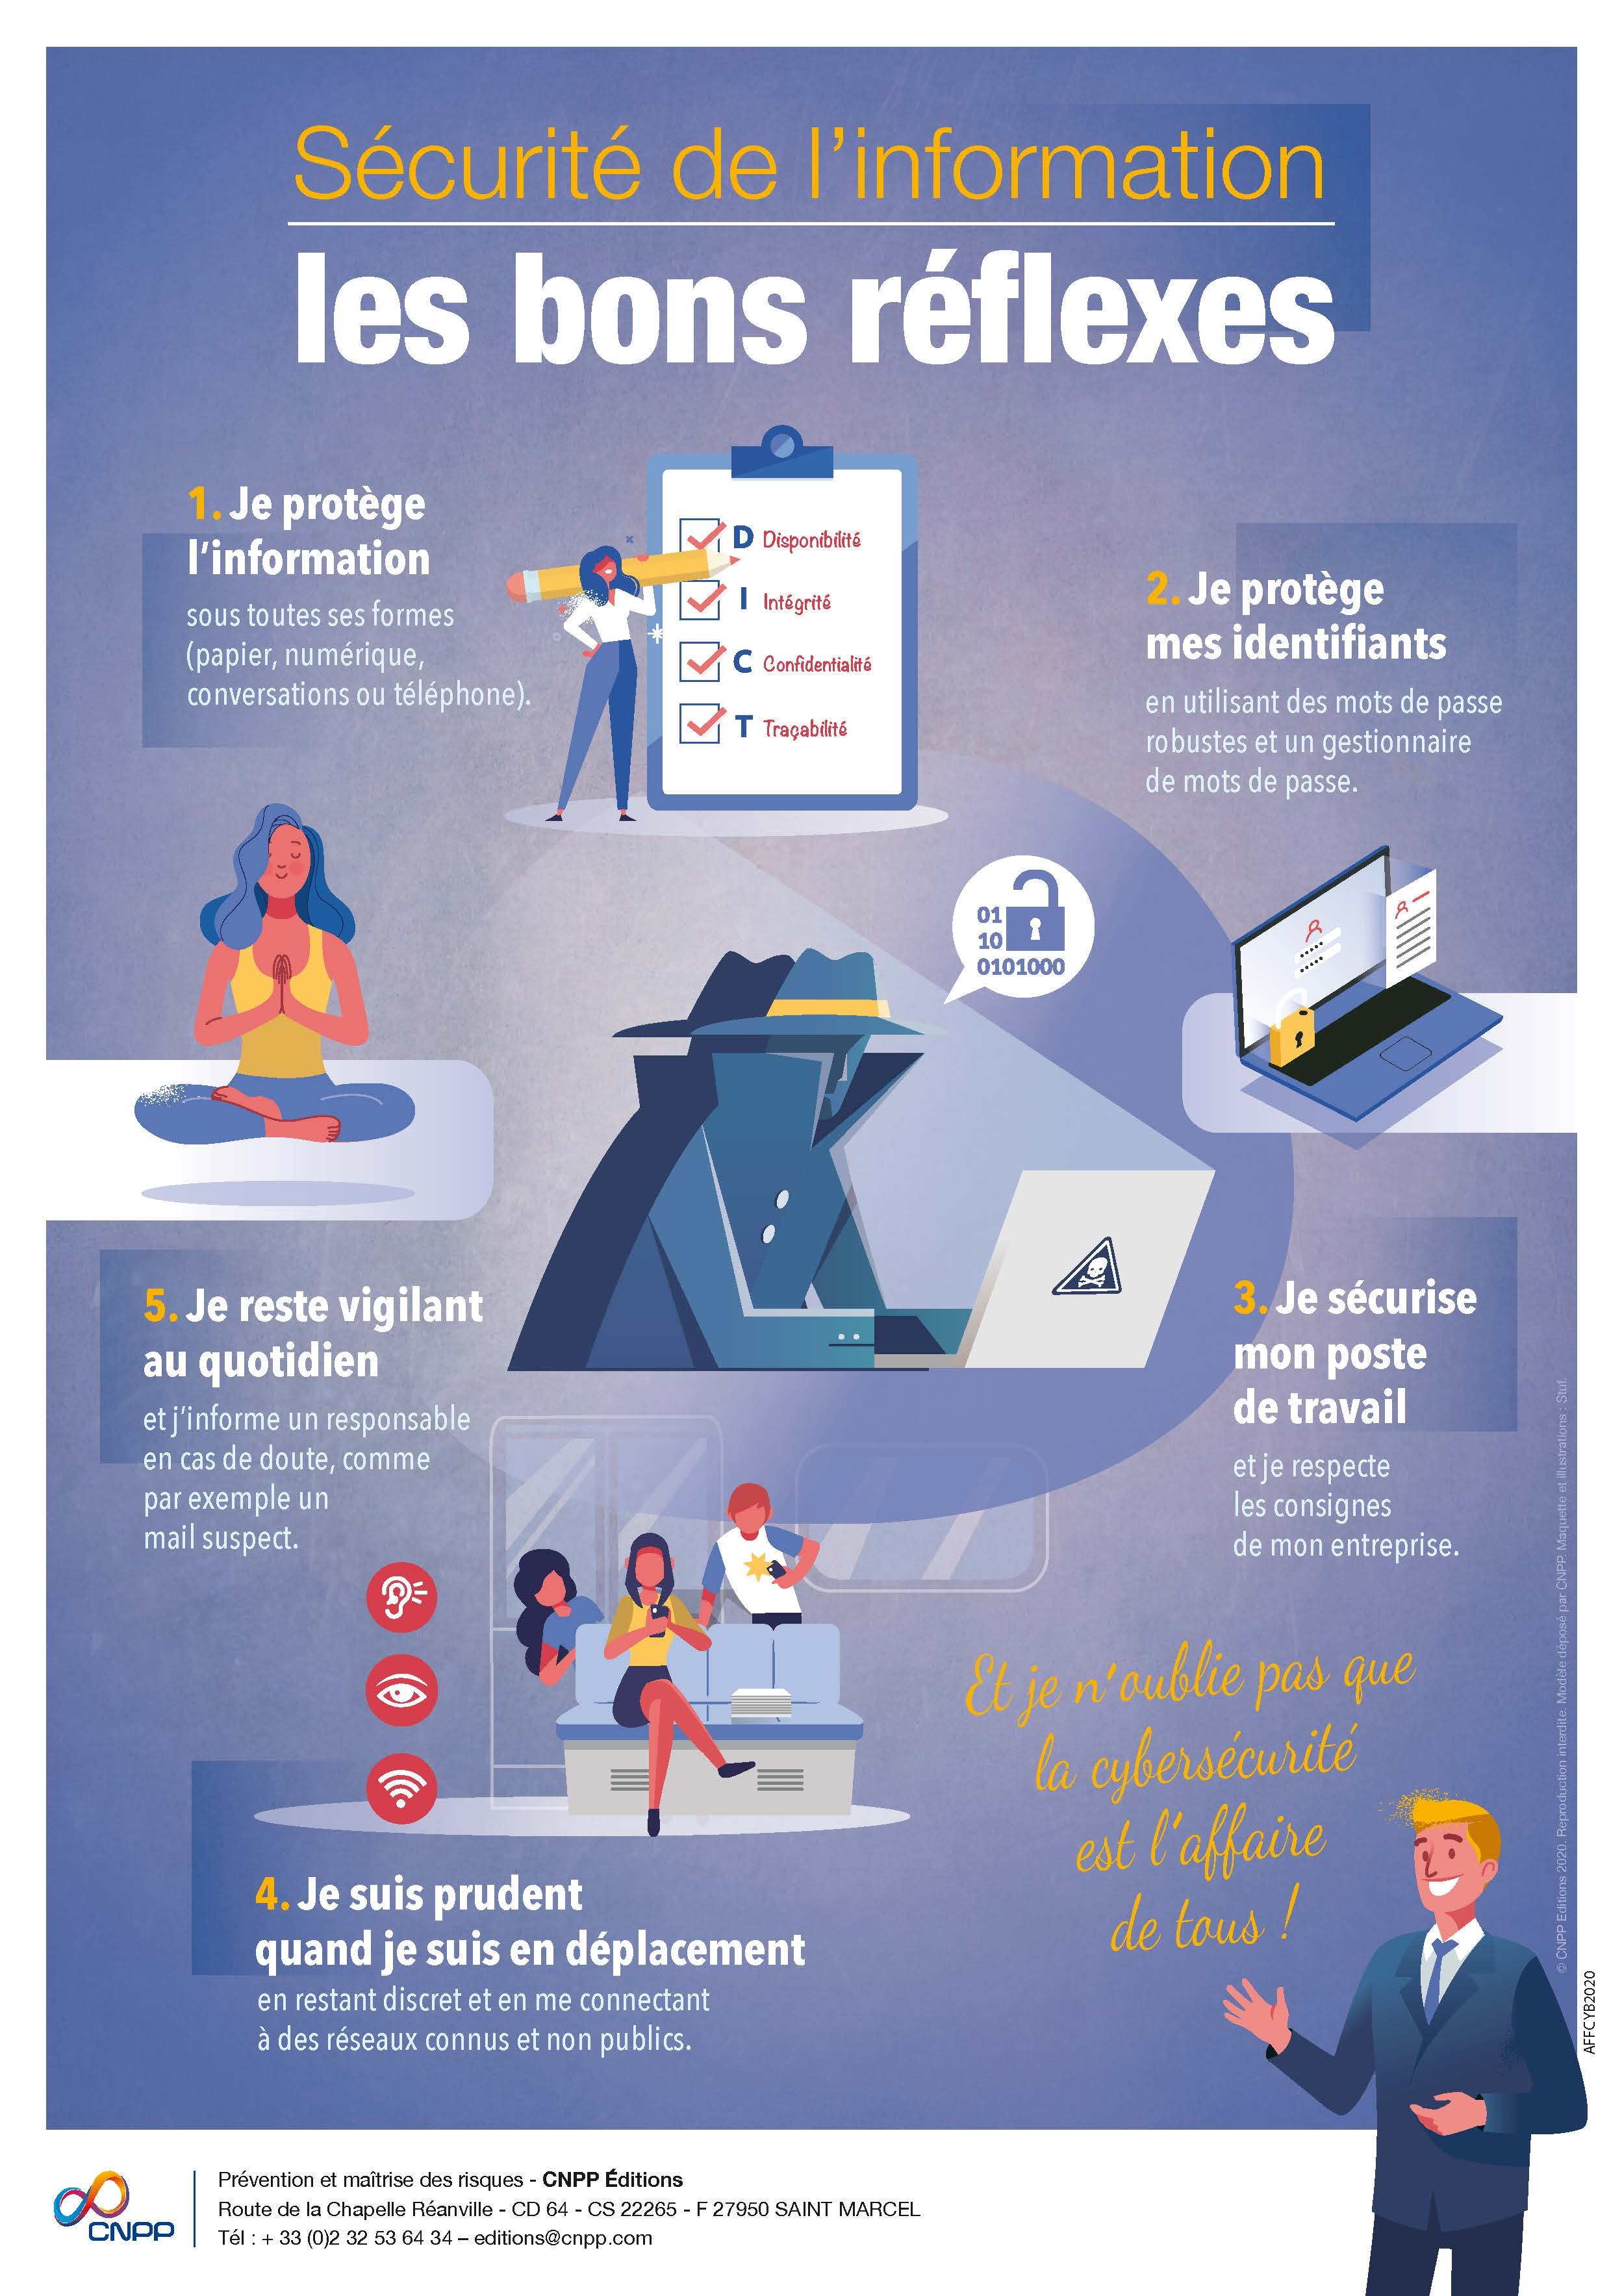 Sécurité de l'information
les bons réflexes
1. Je protège
l'information
sous toutes ses formes
(papier, numérique,
conversations ou téléphone).
D Disponibilité
I Intégrité
C Confidentialité
T Traçabilité
2. Je protège
mes identifiants
en utilisant des mots de passe
robustes et un gestionnaire
de mots de passe.
01
10
0101000
3. Je sécurise
mon poste
de travail
et je respecte
les consignes
de mon entreprise.
5. Je reste vigilant
au quotidien
et j'informe un responsable
en cas de doute, comme
par exemple un
mail suspect.
4. Je suis prudent
quand je suis en déplacement
en restant discret et en me connectant
à des réseaux connus et non publics.
Et je n'oublie pas que
la cybersécurité
est l'affaire
de tous !
© CNPP Editions 2020. Reproduction interdite. Modèle déposé par CNPP. Maquette et illustrations : Stuf.
AFFCYB2020
CNPP
Prévention et maîtrise des risques - CNPP Éditions
Route de la Chapelle Réanville - CD 64 - CS 22265 - F 27950 SAINT MARCEL
Tél : + 33 (0)2 32 53 64 34 – editions@cnpp.com